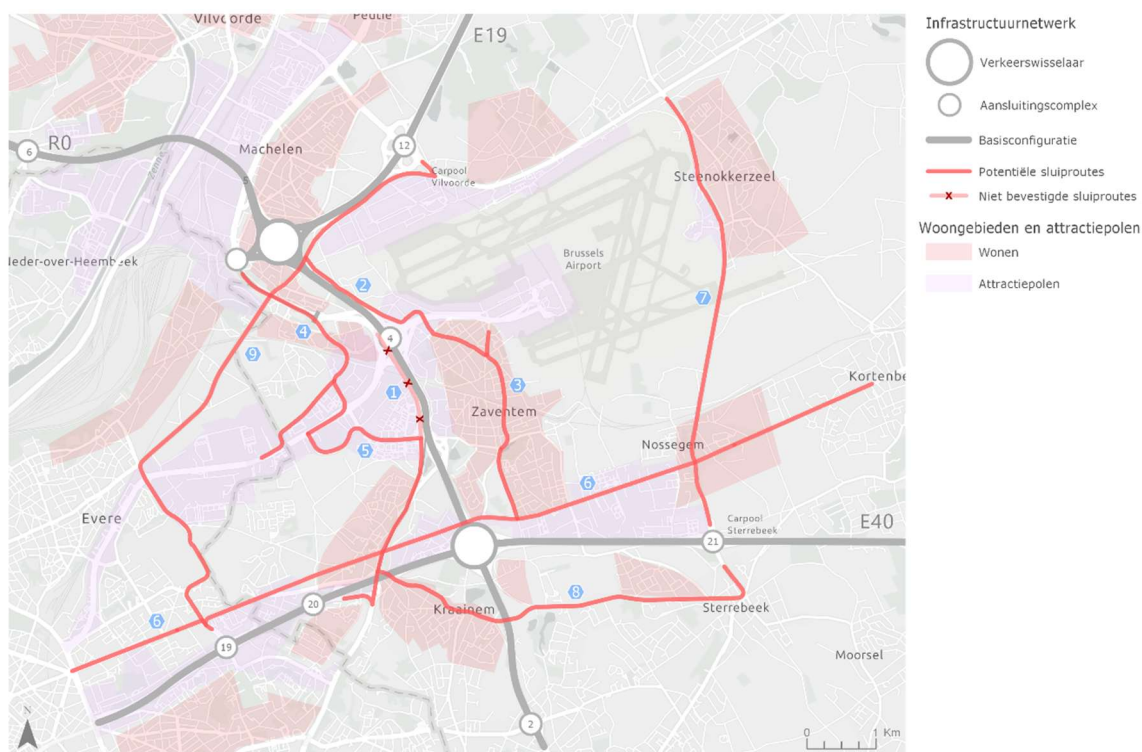 Vilvoorde
Peutie
E19
R0
6
Machelen
12
Carpool
Vilvoorde
Zenne
Steenokkerzeel
Neder-over-Heembeek
Brussels
Airport
2
7
4
4
9
3
1
Kortenbe
Zaventem
Nossegem
5
6
Evere
Carpool
Sterrebeek
E40
21
20
8
6
Kraainem
Sterrebeek
19
Moorsel
2
N
0 1 Km
Infrastructuurnetwerk
Verkeerswisselaar
Aansluitingscomplex
Basisconfiguratie
Potentiële sluiproutes
Niet bevestigde sluiproutes
Woongebieden en attractiepolen
Wonen
Attractiepolen